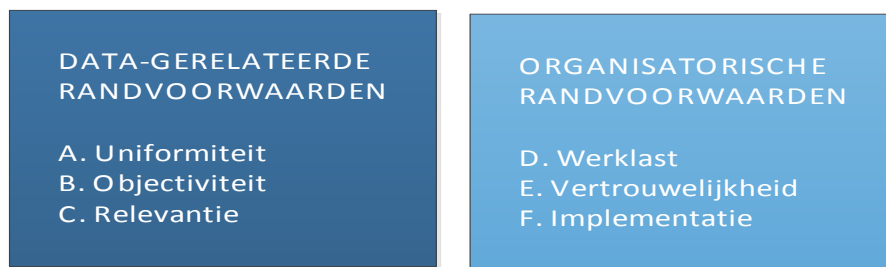 DATA-GERELATEERDE
RANDVOORWAARDEN
A. Uniformiteit
B. Objectiviteit
C. Relevantie
ORGANISATORISCHE
RANDVOORWAARDEN
D. Werklast
E. Vertrouwelijkheid
F. Implementatie